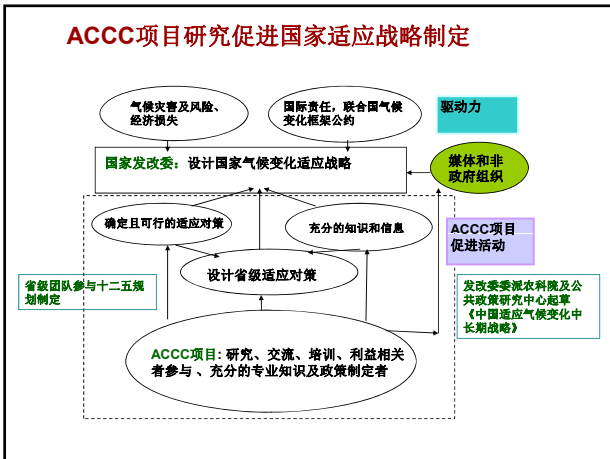 ACCC项目研究促进国家适应战略制定
气候灾害及风险、
经济损失
国际责任，联合国气候
变化框架公约
驱动力
国家发改委：设计国家气候变化适应战略
媒体和非
政府组织
确定且可行的适应对策
充分的知识和信息
ACCC项目
促进活动
设计省级适应对策
省级团队参与十二五规
划制定
发改委委派农科院及公
共政策研究中心起草
《中国适应气候变化中
长期战略》
ACCC项目: 研究、交流、培训、利益相关
者参与 、充分的专业知识及政策制定者